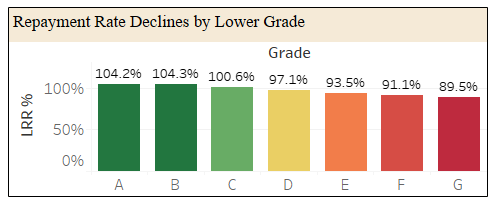 Repayment Rate Declines by Lower Grade
Grade
104.2% 104.3% 100.6% 97.1% 93.5% 91.1% 89.5%
LRR %
100%
50%
0%
A B C D E F G